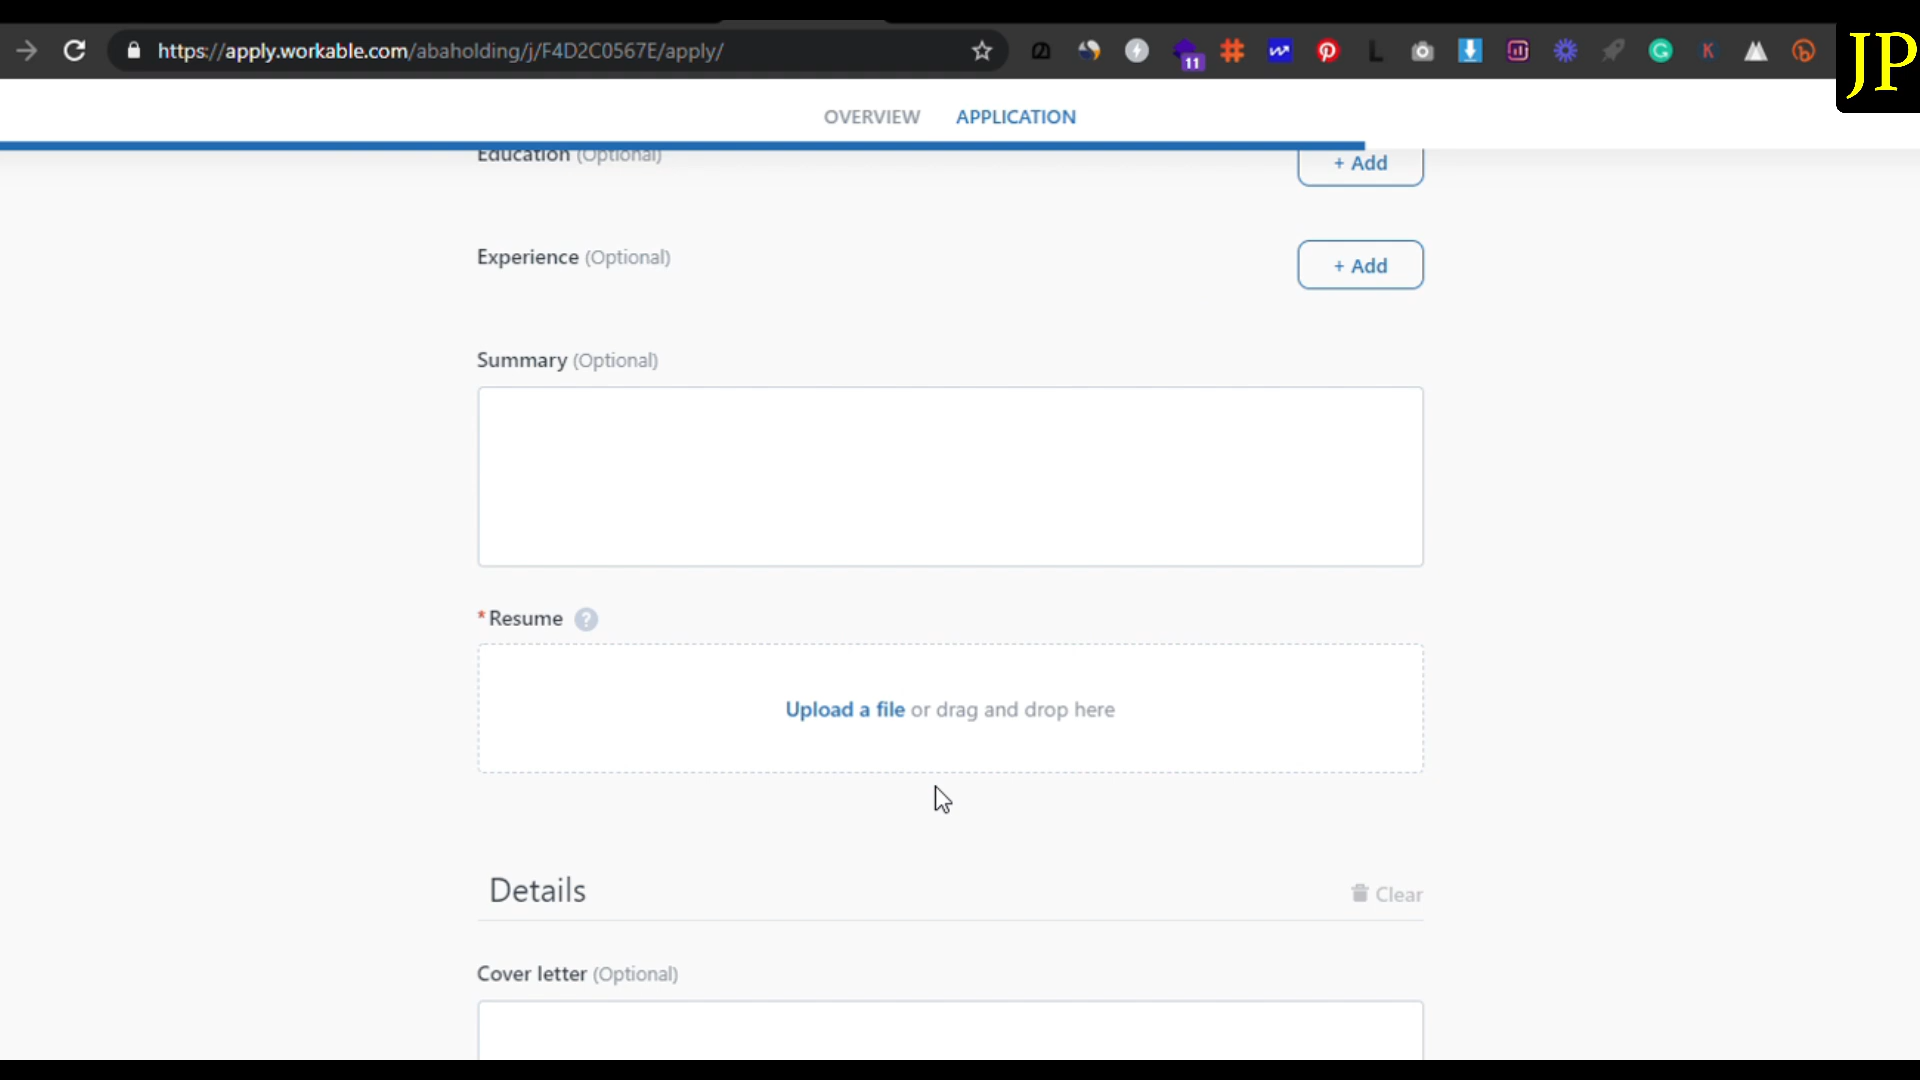 https://apply.workable.com/abaholding/j/F4D2C0567E/apply/
11
JP
OVERVIEW APPLICATION
Education (Optional)
+ Add
Experience (Optional)
+ Add
Summary (Optional)
*Resume ?
Upload a file or drag and drop here
Details
Clear
Cover letter (Optional)